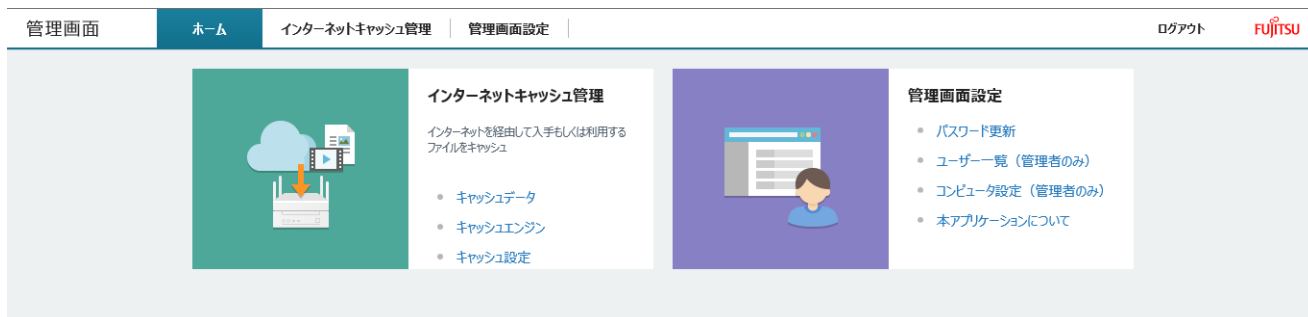 管理画面
ホーム
インターネットキャッシュ管理
管理画面設定
ログアウト
FUJITSU
インターネットキャッシュ管理
インターネットを経由して入手もしくは利用する
ファイルをキャッシュ
キャッシュデータ
キャッシュエンジン
キャッシュ設定
管理画面設定
パスワード更新
ユーザー一覧（管理者のみ）
コンピュータ設定（管理者のみ）
本アプリケーションについて